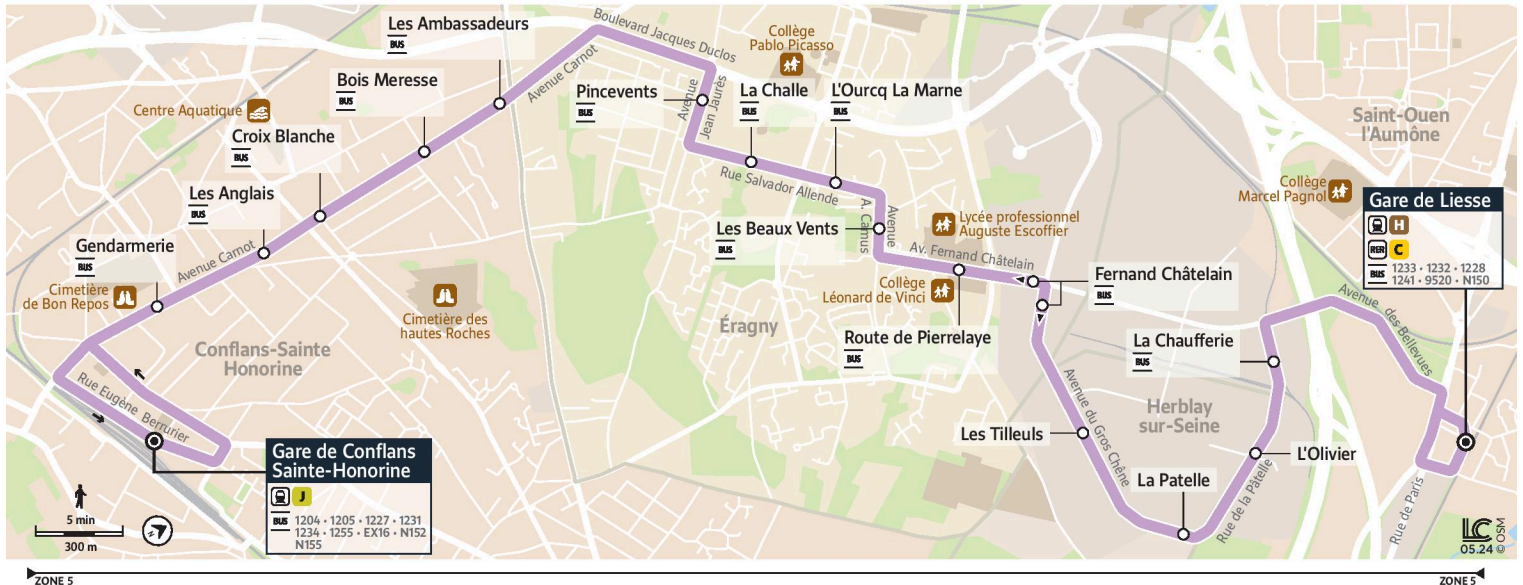 Les Ambassadeurs
BUS
Boulevard Jacques Duclos
Avenue Carnot
Bois Meresse
BUS
Centre Aquatique
Croix Blanche
BUS
Les Anglais
BUS
Gendarmerie
BUS
Avenue Carnot
Cimetière
de Bon Repos
Conflans-Sainte
Honorine
Cimetière des
hautes Roches
Rue Eugène Berrurier
Gare de Conflans
Sainte-Honorine
J
BUS 1204 • 1205 • 1227 • 1231
1234 • 1255 • EX16 • N152
N155
5 min
300 m
Collège
Pablo Picasso
Pincevents
BUS
Avenue
Jean Jaurès
La Challe
BUS
L'Ourcq La Marne
BUS
Rue Salvador Allende
Les Beaux Vents
BUS
Avenue
A. Camus
Lycée professionnel
Auguste Escoffier
Av. Fernand Châtelain
Collège
Léonard de Vinci
Éragny
Route de Pierrelaye
BUS
Fernand Châtelain
BUS
La Chaufferie
BUS
Avenue du Gros Chêne
Herblay
sur-Seine
Les Tilleuls
La Patelle
L'Olivier
Rue de la Pâtelle
Saint-Ouen
l'Aumône
Collège
Marcel Pagnol
Gare de Liesse
H
RER C
BUS 1233 • 1232 • 1228
1241 • 9520 • N150
Avenue des Bellevues
Rue de Paris
LC
05.24 © OSM
ZONE 5
ZONE 5